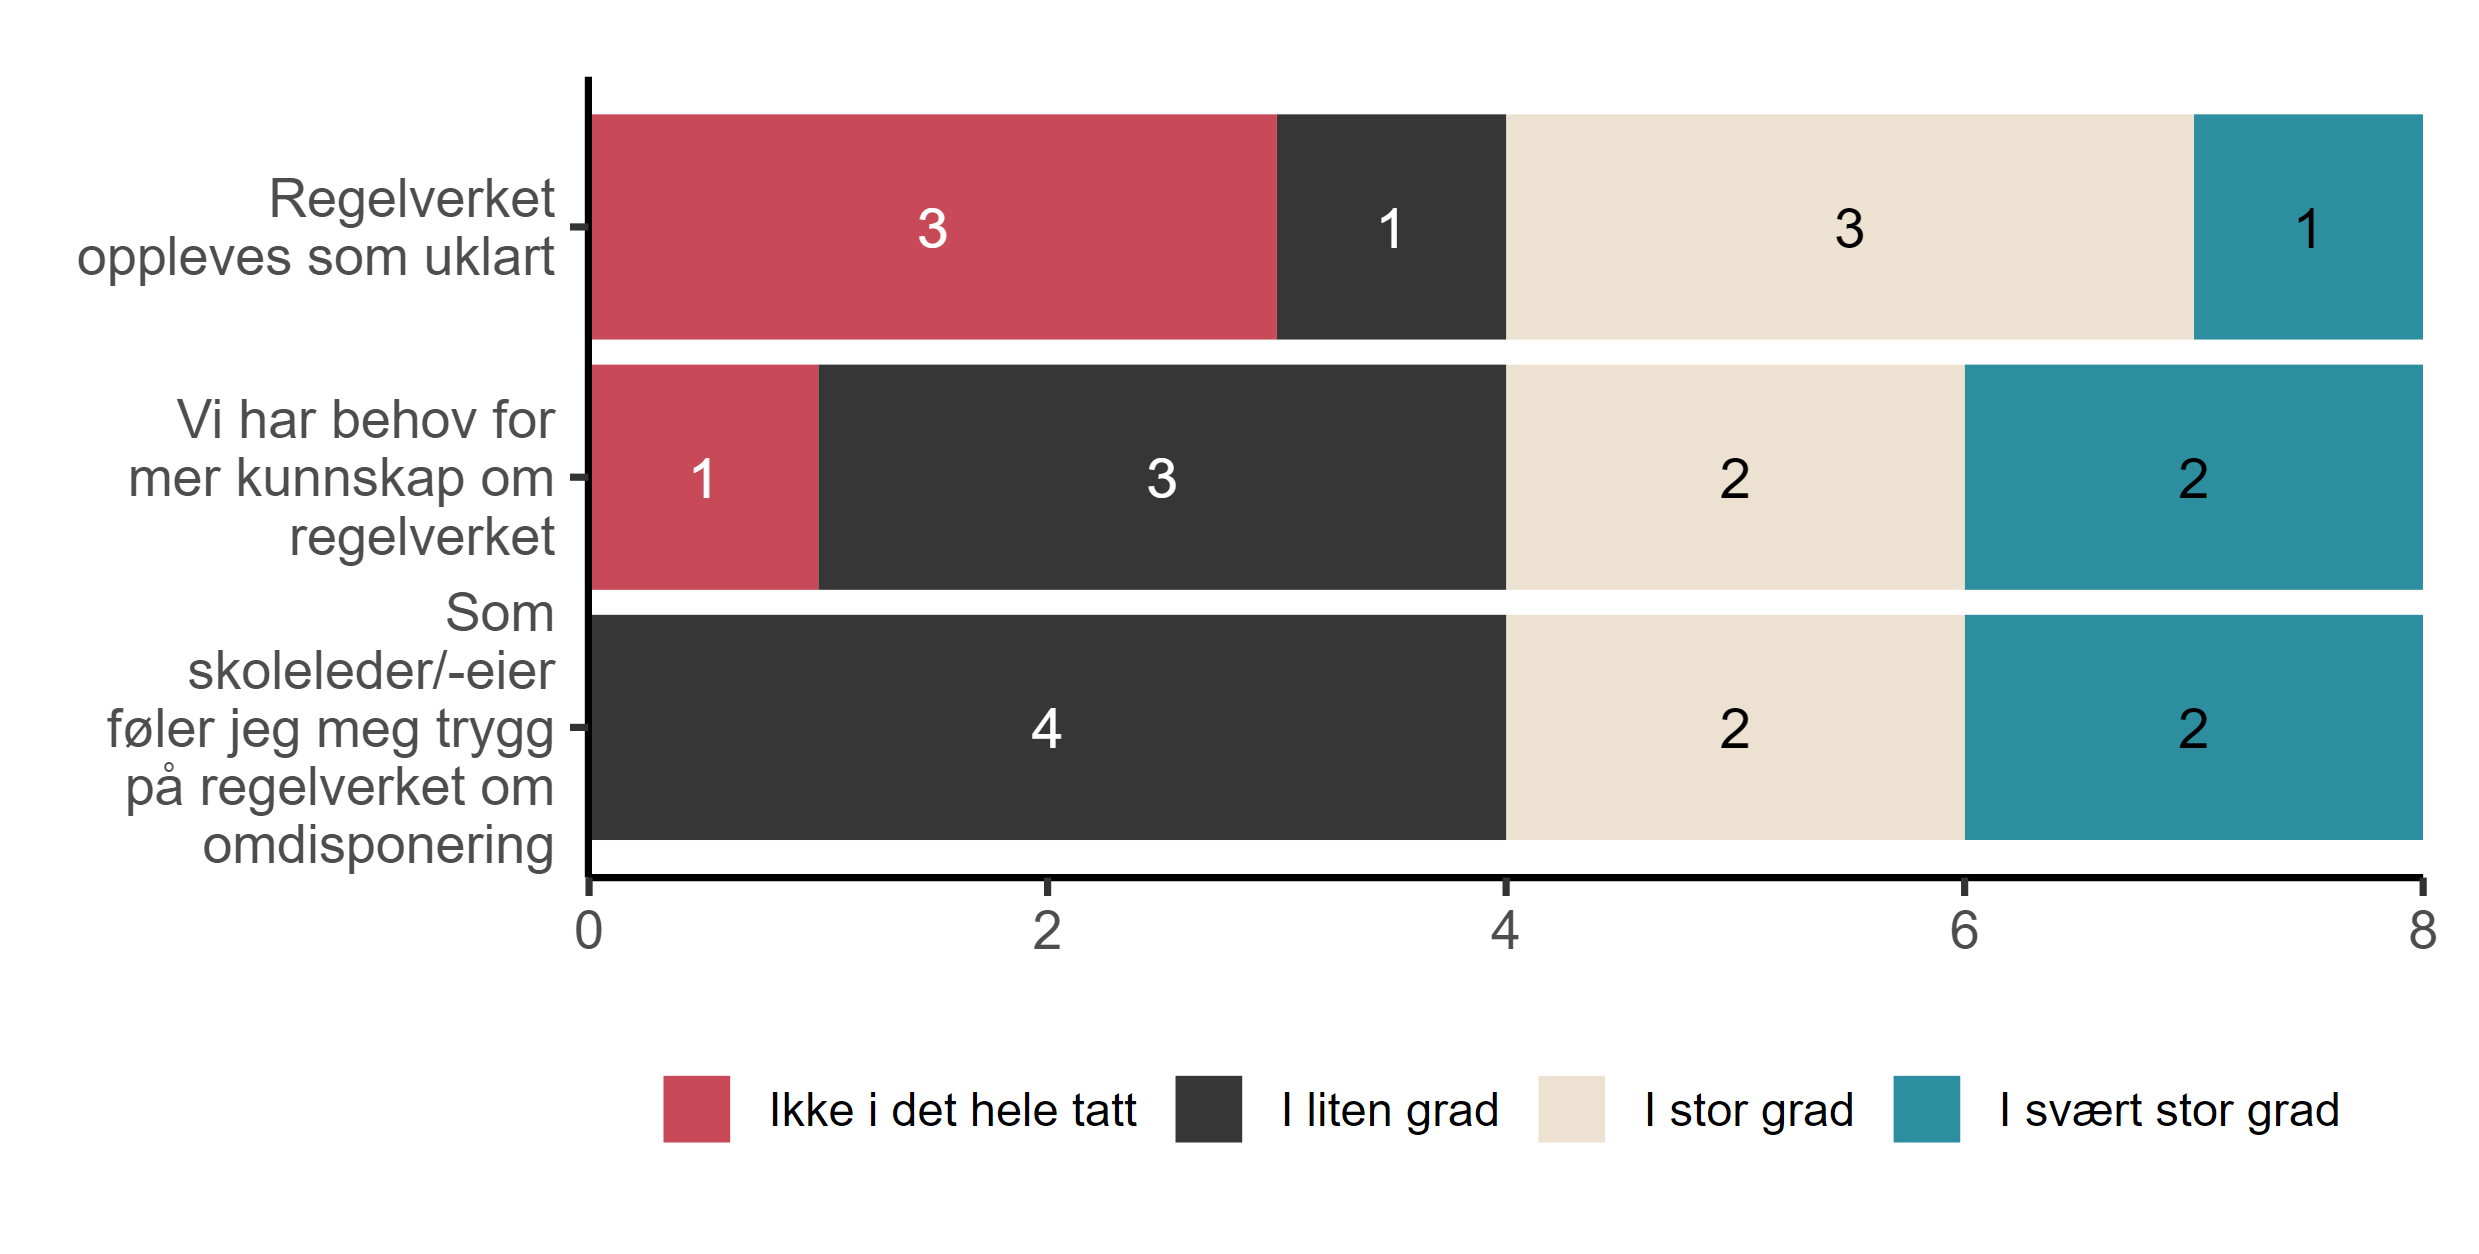 Regelverket
oppleves som uklart
3 1 3 1
Vi har behov for
mer kunnskap om
regelverket
1 3 2 2
Som
skoleleder/-eier
føler jeg meg trygg
på regelverket om
omdisponering
4 2 2
0 2 4 6 8
Ikke i det hele tatt I liten grad I stor grad I svært stor grad